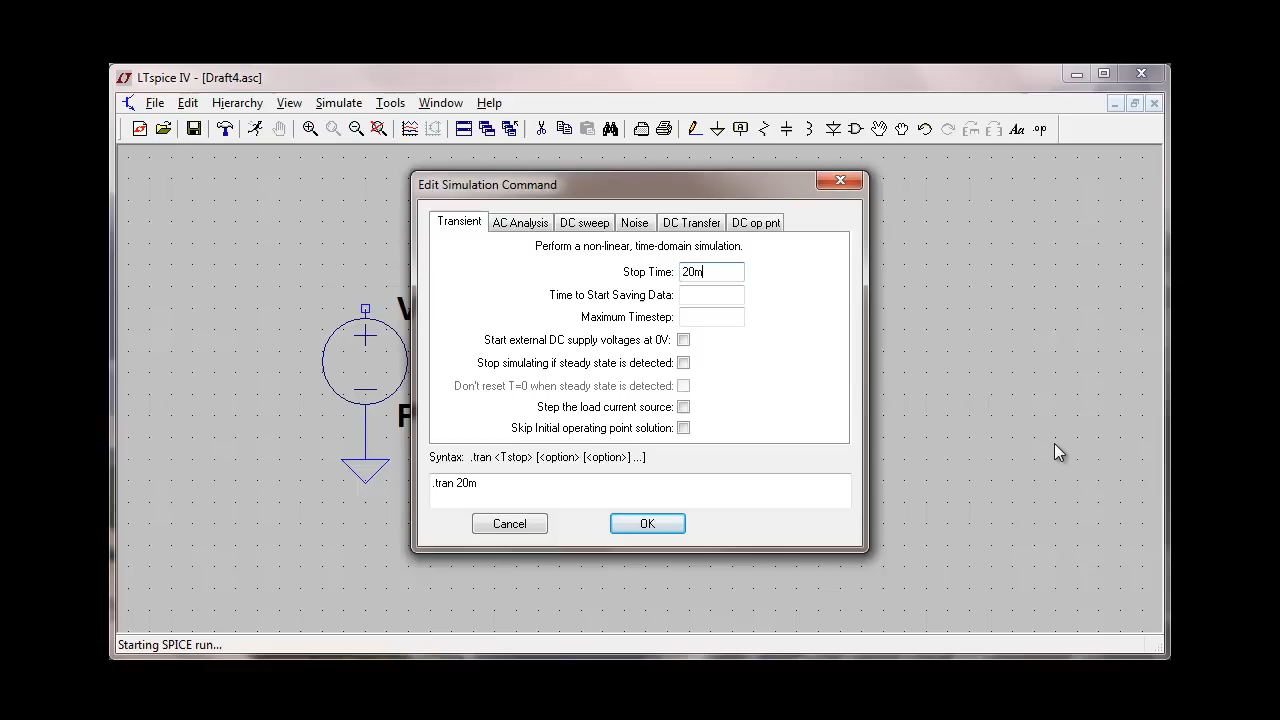 LTspice IV - [Draft4.asc]
File Edit Hierarchy View Simulate Tools Window Help
Aa .op
Edit Simulation Command
Transient AC Analysis DC sweep Noise DC Transfer DC op pnt
Perform a non-linear, time-domain simulation.
Stop Time: 20m
Time to Start Saving Data:
Maximum Timestep:
Start external DC supply voltages at 0V:
Stop simulating if steady state is detected:
Don't reset T=0 when steady state is detected:
Step the load current source:
Skip Initial operating point solution:
Syntax: .tran <Tstop> [<option> [<option>] ...]
.tran 20m
Cancel OK
Starting SPICE run...